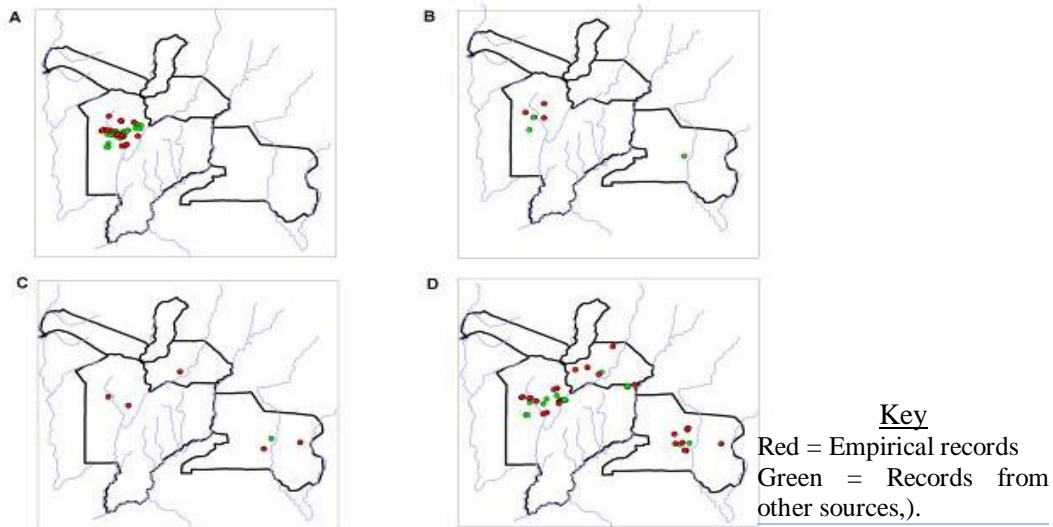 A
B
C
D
Key
Red = Empirical records
Green = Records from
other sources,).